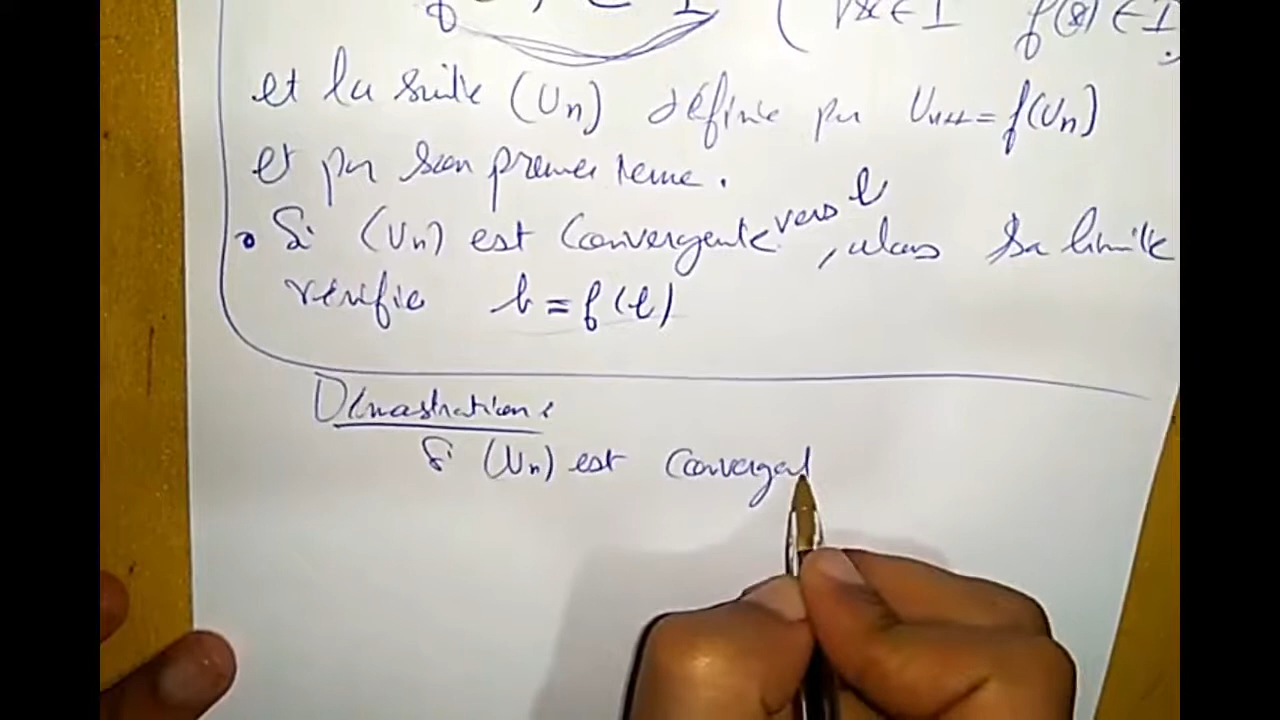 ( ∀x ∈ I f(x) ∈ I
et la suite (Un) définie par Un+1 = f(Un)
et par son premier terme.
• Si (Un) est convergente vers l, alors sa limite
vérifie l = f(l)
Démonstration :
Si (Un) est convergent